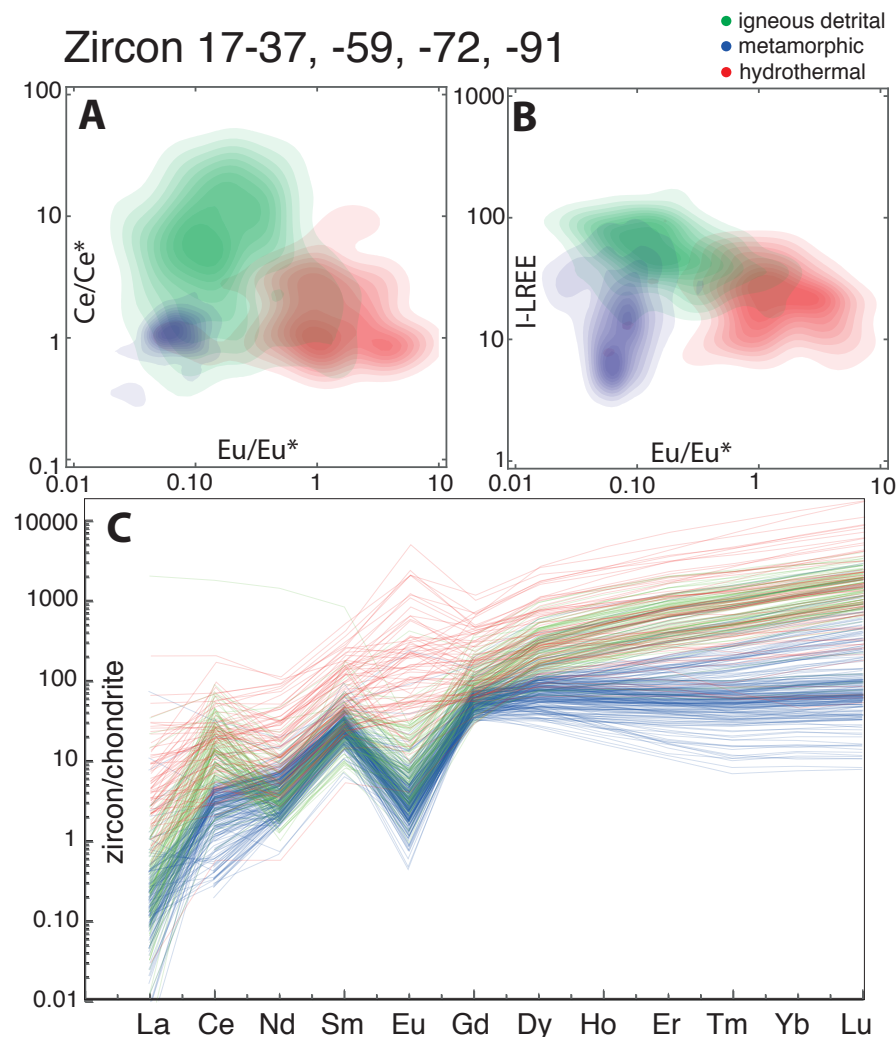 Zircon 17-37, -59, -72, -91
igneous detrital
metamorphic
hydrothermal
A
100
10
1
0.1
Ce/Ce*
Eu/Eu*
0.01
0.10
1
10
B
1000
100
10
1
I-LREE
Eu/Eu*
0.01
0.10
1
10
C
10000
1000
100
10
1
0.10
0.01
zircon/chondrite
La Ce Nd Sm Eu Gd Dy Ho Er Tm Yb Lu